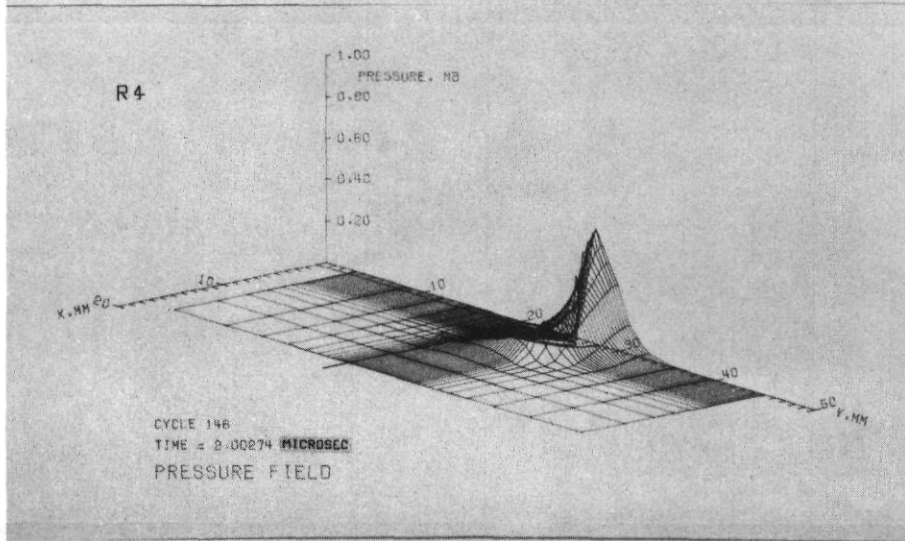 R4
1.00
PRESSURE. MB
0.80
0.60
0.40
0.20
X.MM 20
10
10
20
30
40
50 Y.MM
CYCLE 146
TIME = 2.00274 MICROSEC
PRESSURE FIELD